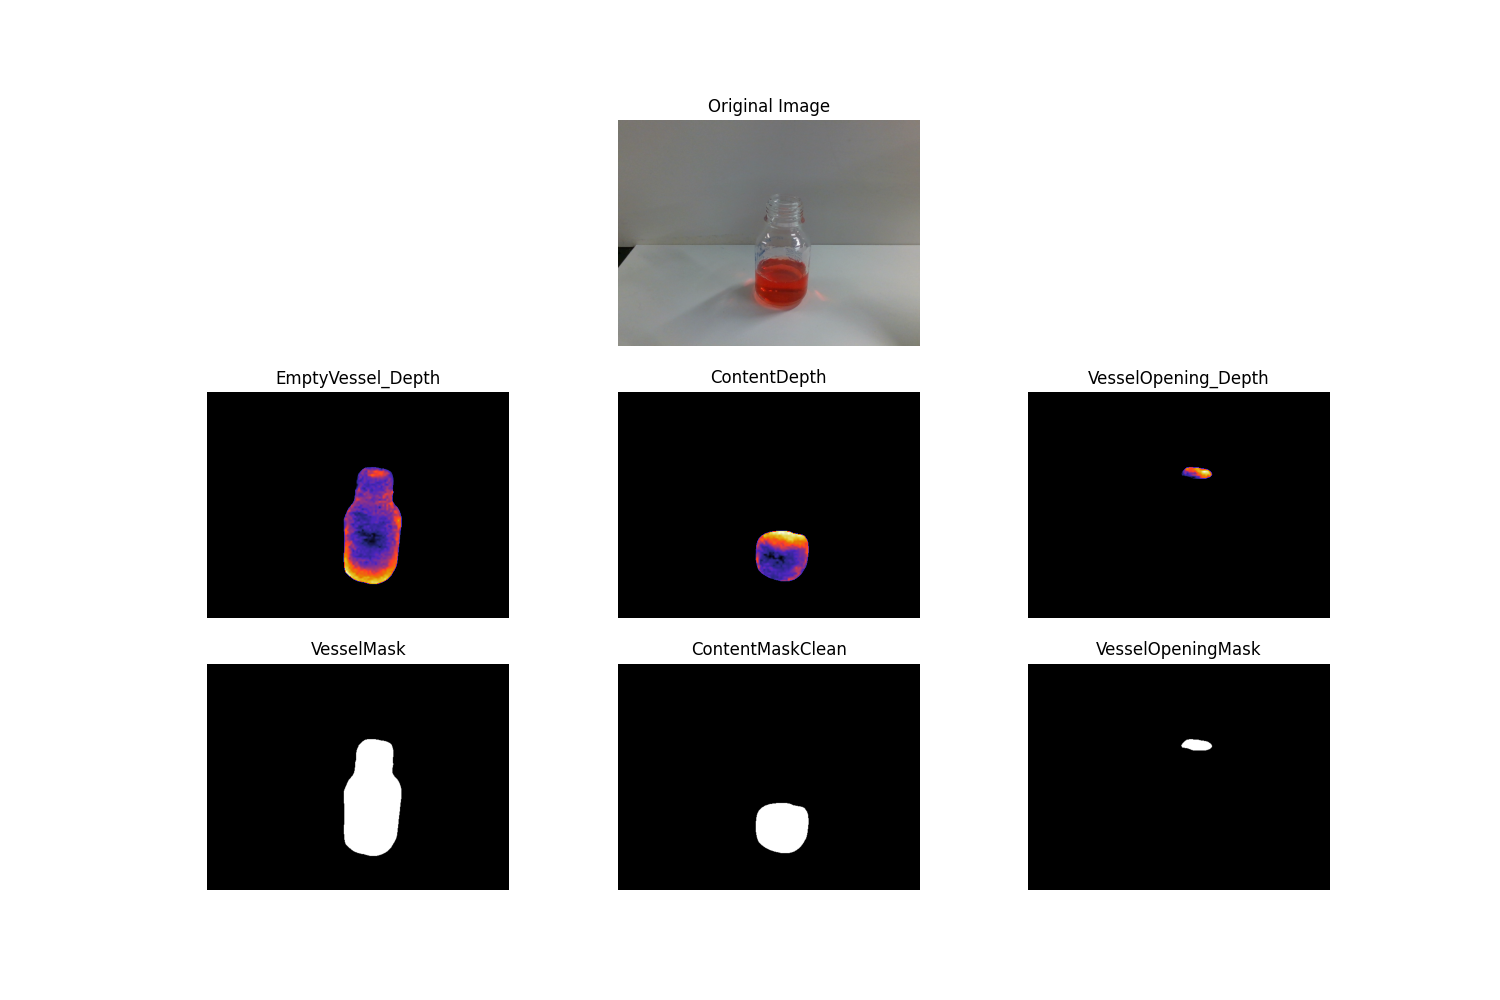 Original Image
EmptyVessel_Depth
ContentDepth
VesselOpening_Depth
VesselMask
ContentMaskClean
VesselOpeningMask